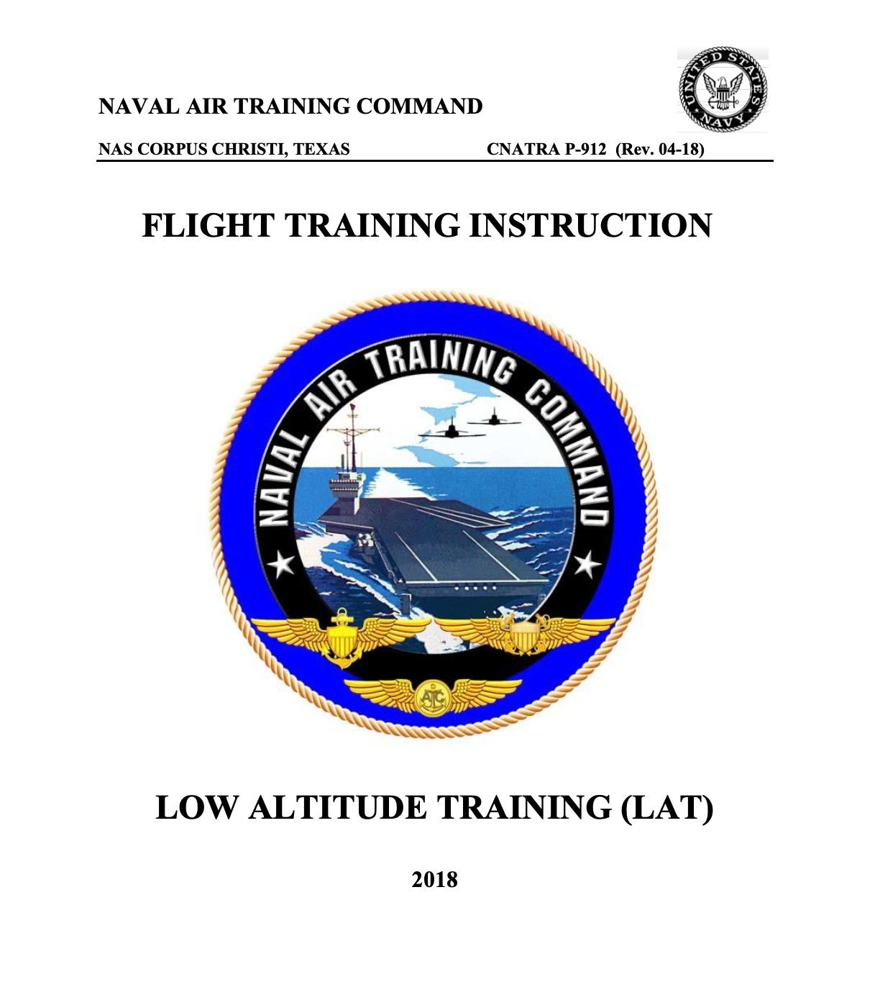 UNITED STATES
NAVY
NAVAL AIR TRAINING COMMAND
NAS CORPUS CHRISTI, TEXAS CNATRA P-912 (Rev. 04-18)
FLIGHT TRAINING INSTRUCTION
NAVAL AIR TRAINING COMMAND
LOW ALTITUDE TRAINING (LAT)
2018